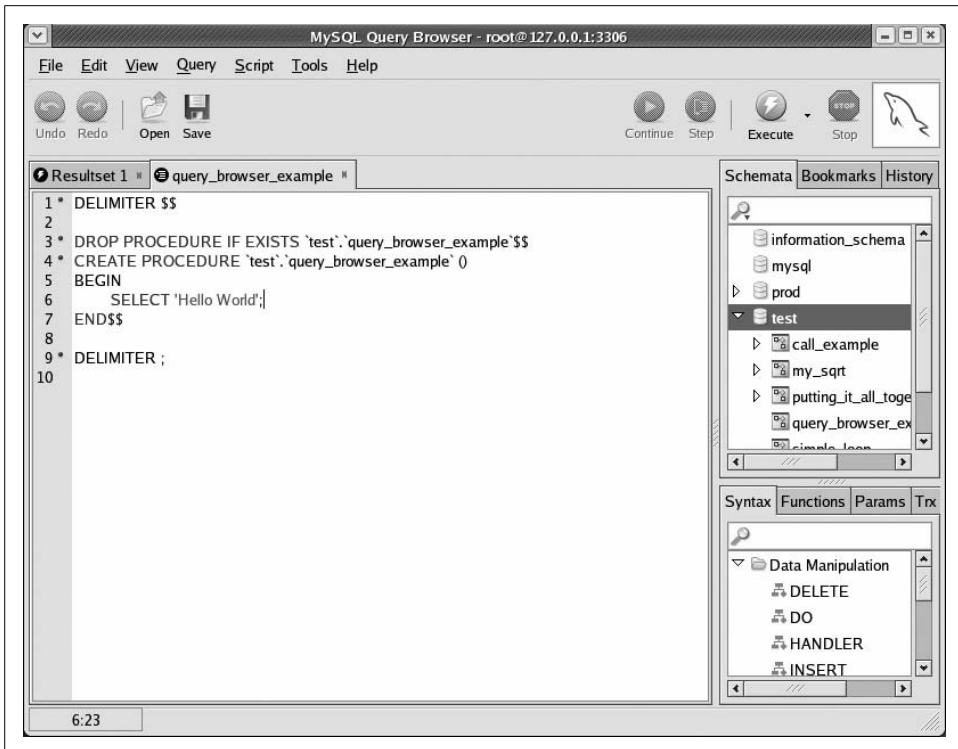 MySQL Query Browser - root@127.0.0.1:3306
File Edit View Query Script Tools Help
Undo Redo Open Save Continue Step Execute STOP Stop
Resultset 1 query_browser_example
1 * DELIMITER $$
2
3 * DROP PROCEDURE IF EXISTS `test`.`query_browser_example`$$
4 * CREATE PROCEDURE `test`.`query_browser_example` ()
5 BEGIN
6 SELECT 'Hello World';
7 END$$
8
9 * DELIMITER ;
10
Schemata Bookmarks History
information_schema
mysql
prod
test
call_example
my_sqrt
putting_it_all_toge
query_browser_ex
simple_loop
Syntax Functions Params Trx
Data Manipulation
DELETE
DO
HANDLER
INSERT
6:23